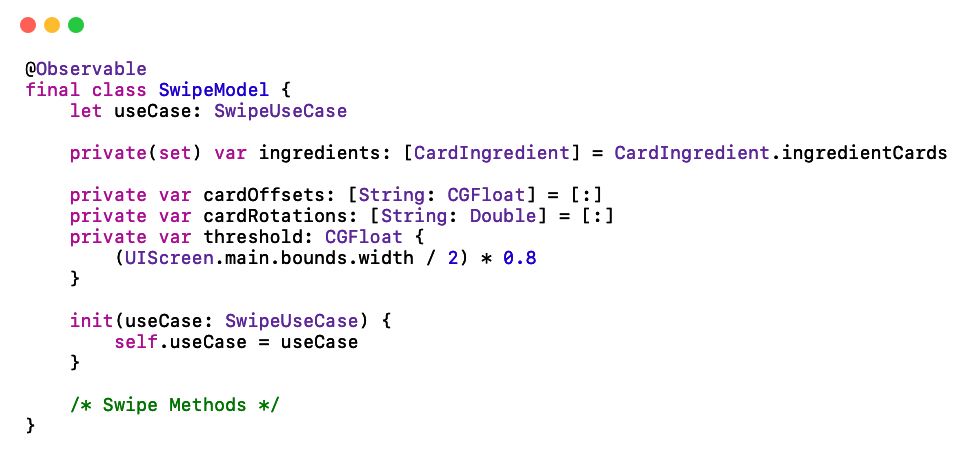 @Observable
final class SwipeModel {
    let useCase: SwipeUseCase

    private(set) var ingredients: [CardIngredient] = CardIngredient.ingredientCards

    private var cardOffsets: [String: CGFloat] = [:]
    private var cardRotations: [String: Double] = [:]
    private var threshold: CGFloat {
        (UIScreen.main.bounds.width / 2) * 0.8
    }

    init(useCase: SwipeUseCase) {
        self.useCase = useCase
    }

    /* Swipe Methods */
}